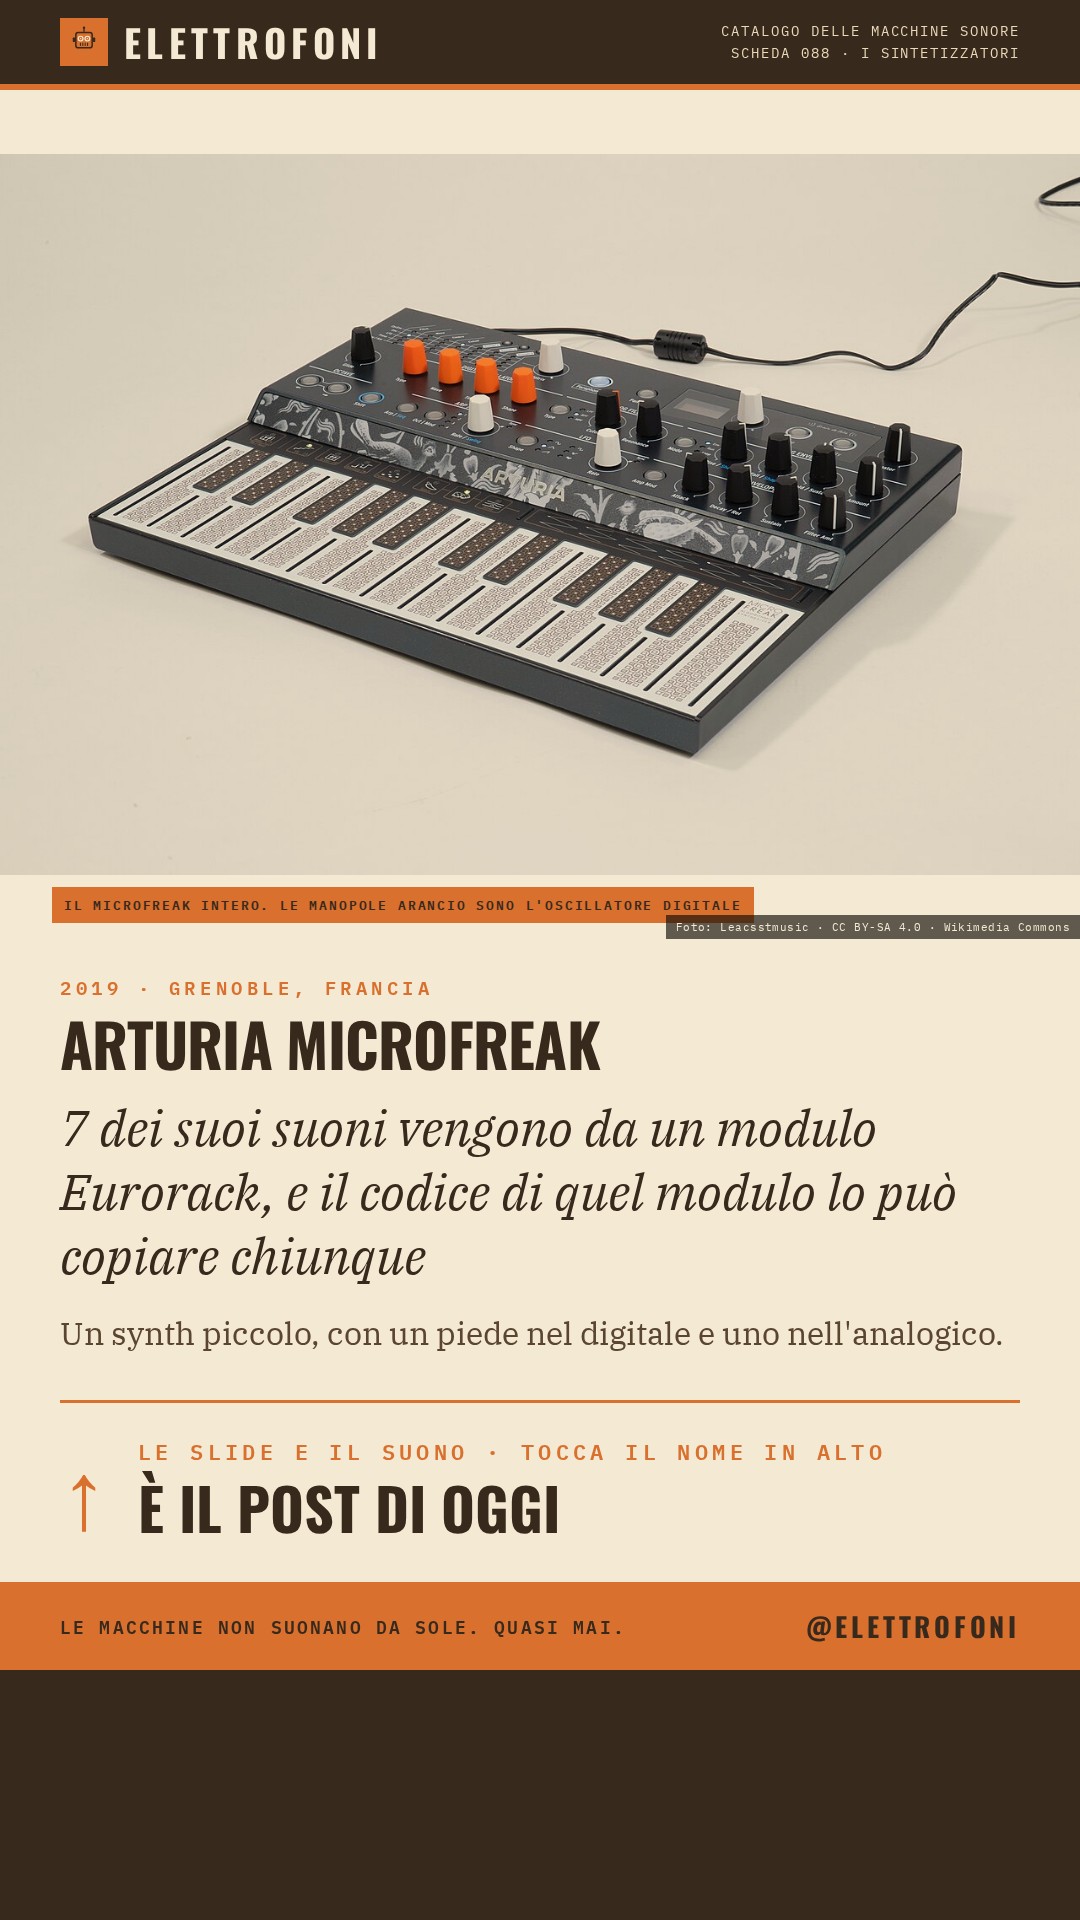 ELETTROFONI
CATALOGO DELLE MACCHINE SONORE
SCHEDA 088 · I SINTETIZZATORI
ARTURIA
IL MICROFREAK INTERO. LE MANOPOLE ARANCIO SONO L'OSCILLATORE DIGITALE
Foto: Leacsstmusic · CC BY-SA 4.0 · Wikimedia Commons
2019 · GRENOBLE, FRANCIA
ARTURIA MICROFREAK
7 dei suoi suoni vengono da un modulo
Eurorack, e il codice di quel modulo lo può
copiare chiunque
Un synth piccolo, con un piede nel digitale e uno nell'analogico.
LE SLIDE E IL SUONO · TOCCA IL NOME IN ALTO
↑ È IL POST DI OGGI
LE MACCHINE NON SUONANO DA SOLE. QUASI MAI.
@ELETTROFONI